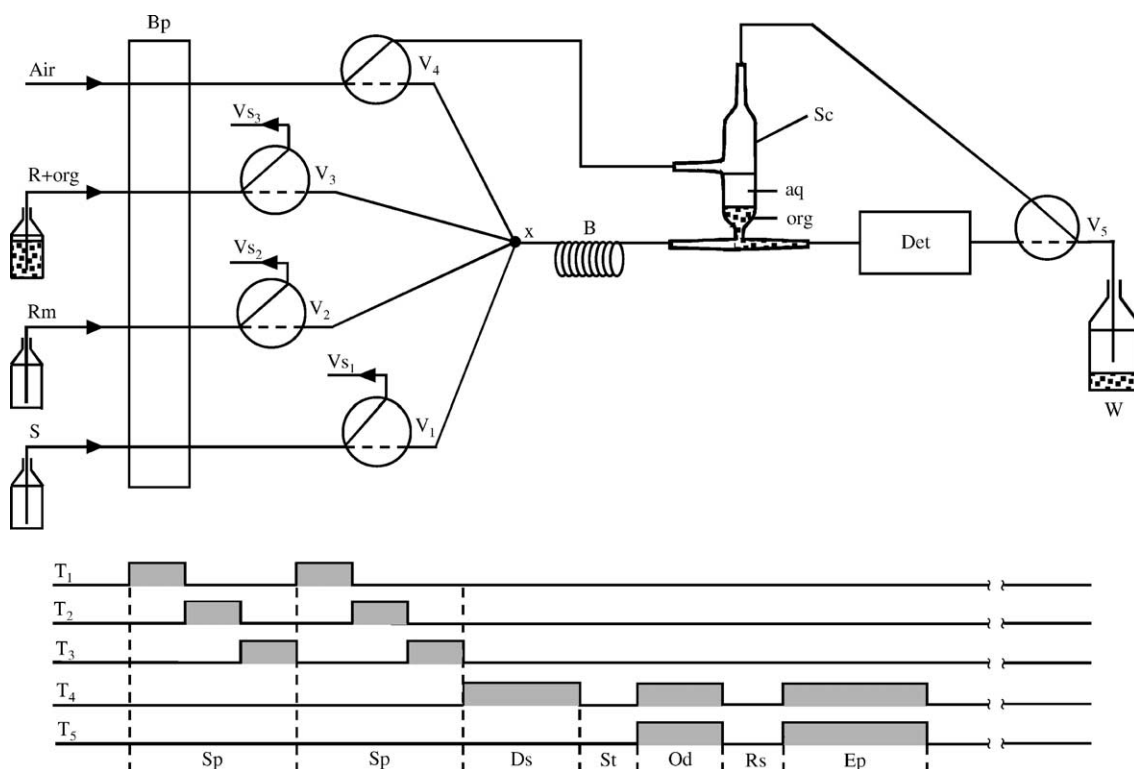 Bp
Air
V4
Vs3
Sc
R+org
V3
aq
org
x
B
Det
V5
Vs2
Rm
V2
Vs1
S
V1
W
T1
T2
T3
T4
T5
Sp Sp Ds St Od Rs Ep